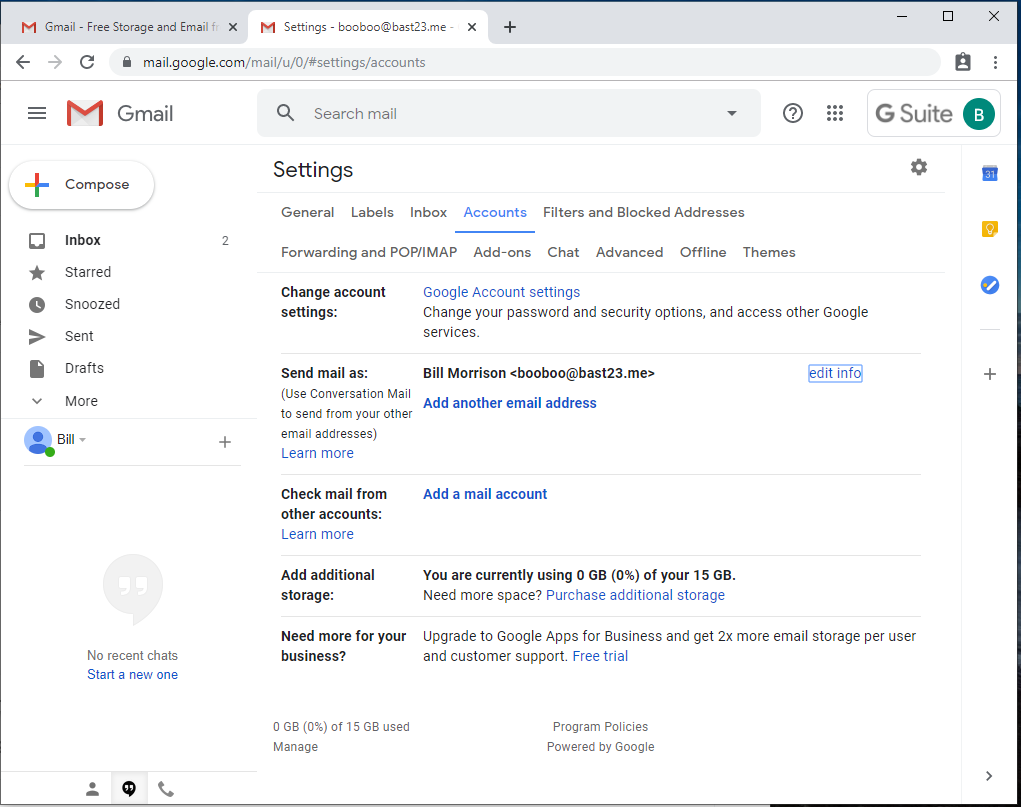 Gmail - Free Storage and Email fr
Settings - booboo@bast23.me -
mail.google.com/mail/u/0/#settings/accounts
Gmail
Search mail
G Suite
B
Compose
Inbox 2
Starred
Snoozed
Sent
Drafts
More
Bill
No recent chats
Start a new one
Settings
General Labels Inbox Accounts Filters and Blocked Addresses
Forwarding and POP/IMAP Add-ons Chat Advanced Offline Themes
Change account
settings:
Google Account settings
Change your password and security options, and access other Google
services.
Send mail as:
(Use Conversation Mail
to send from your other
email addresses)
Learn more
Bill Morrison <booboo@bast23.me>
edit info
Add another email address
Check mail from
other accounts:
Learn more
Add a mail account
Add additional
storage:
You are currently using 0 GB (0%) of your 15 GB.
Need more space? Purchase additional storage
Need more for your
business?
Upgrade to Google Apps for Business and get 2x more email storage per user
and customer support. Free trial
0 GB (0%) of 15 GB used
Manage
Program Policies
Powered by Google
31